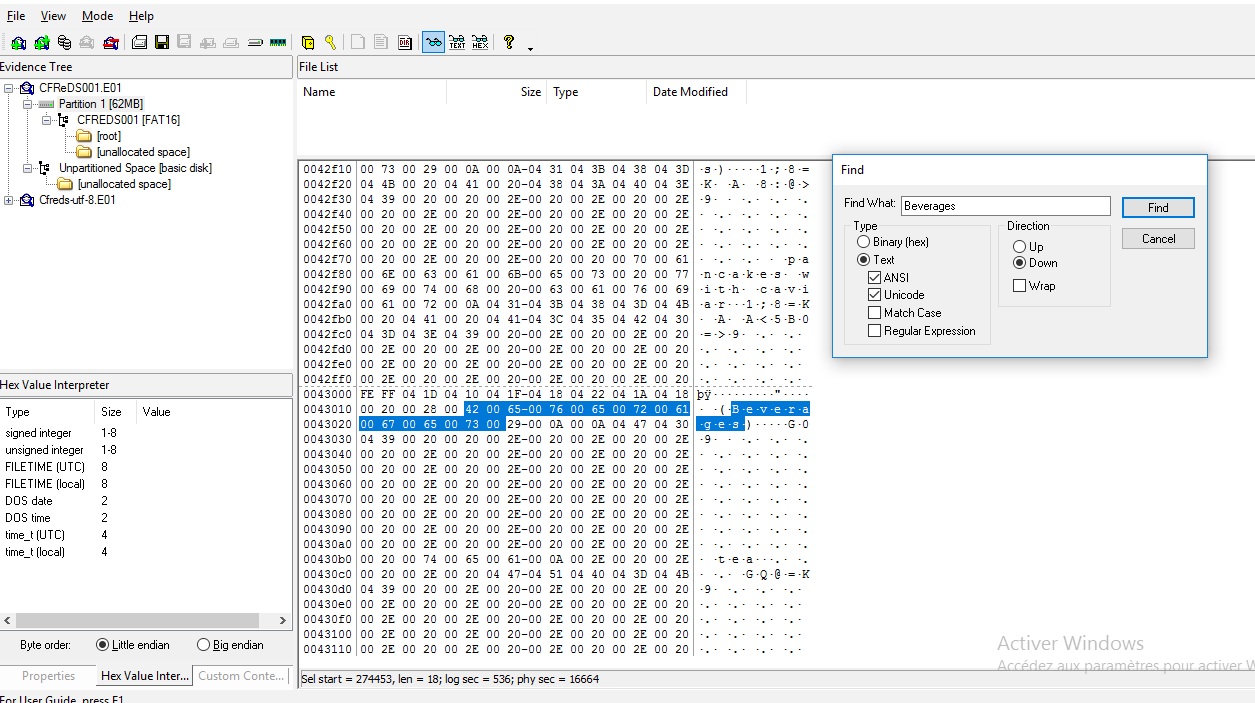 File View Mode Help
Evidence Tree
CFReDS001.E01
Partition 1 [62MB]
CFREDS001 [FAT16]
[root]
[unallocated space]
Unpartitioned Space [basic disk]
[unallocated space]
Cfreds-utf-8.E01
Hex Value Interpreter
Type Size Value
signed integer 1-8
unsigned integer 1-8
FILETIME (UTC) 8
FILETIME (local) 8
DOS date 2
DOS time 2
time_t (UTC) 4
time_t (local) 4
Byte order: Little endian Big endian
Properties Hex Value Inter... Custom Conte...
For User Guide, press F1
File List
Name Size Type Date Modified
0042f10 00 73 00 29 00 0A 00 0A-04 31 04 3B 04 38 04 3D ·s·)·····1·;·8·=
0042f20 04 4B 00 20 04 41 00 20-04 38 04 3A 04 40 04 3E ·K· ·A· ·8·:·@·>
0042f30 04 39 00 20 00 20 00 2E-00 20 00 2E 00 20 00 2E
0042f40 00 20 00 2E 00 20 00 2E-00 20 00 2E 00 20 00 2E
0042f50 00 20 00 2E 00 20 00 2E-00 20 00 2E 00 20 00 2E
0042f60 00 20 00 2E 00 20 00 2E-00 20 00 2E 00 20 00 2E
0042f70 00 20 00 2E 00 20 00 2E-00 20 00 20 00 70 00 61
0042f80 00 6E 00 63 00 61 00 6B-00 65 00 73 00 20 00 77 ·n·c·a·k·e·s· ·w
0042f90 00 69 00 74 00 68 00 20-00 63 00 61 00 76 00 69 ·i·t·h· ·c·a·v·i
0042fa0 00 61 00 72 00 0A 04 31-04 3B 04 38 04 3D 04 4B ·a·r···1·;·8·=·K
0042fb0 00 20 04 41 00 20 04 41-04 3C 04 35 04 42 04 30 · ·A· ·A·<·5·B·0
0042fc0 04 3D 04 3E 04 39 00 20-00 2E 00 20 00 2E 00 20 ·=·>·9· ·.· ·.·
0042fd0 00 2E 00 20 00 2E 00 20-00 2E 00 20 00 2E 00 20 ·.· ·.· ·.· ·.·
0042fe0 00 2E 00 20 00 2E 00 20-00 2E 00 20 00 2E 00 20 ·.· ·.· ·.· ·.·
0042ff0 00 2E 00 20 00 2E 00 20-00 2E 00 20 00 2E 00 20 ·.· ·.· ·.· ·.·
0043000 FE FF 04 1D 04 10 04 1F-04 18 04 22 04 1A 04 18 þÿ·········"····
0043010 00 20 00 28 00 42 00 65-00 76 00 65 00 72 00 61 · ·(·B·e·v·e·r·a
0043020 00 67 00 65 00 73 00 29-00 0A 00 0A 04 47 04 30 ·g·e·s·)·····G·0
0043030 04 39 00 20 00 20 00 2E-00 20 00 2E 00 20 00 2E
0043040 00 20 00 2E 00 20 00 2E-00 20 00 2E 00 20 00 2E
0043050 00 20 00 2E 00 20 00 2E-00 20 00 2E 00 20 00 2E
0043060 00 20 00 2E 00 20 00 2E-00 20 00 2E 00 20 00 2E
0043070 00 20 00 2E 00 20 00 2E-00 20 00 2E 00 20 00 2E
0043080 00 20 00 2E 00 20 00 2E-00 20 00 2E 00 20 00 2E
0043090 00 20 00 2E 00 20 00 2E-00 20 00 2E 00 20 00 2E
00430a0 00 20 00 2E 00 20 00 2E-00 20 00 2E 00 20 00 2E
00430b0 00 20 00 74 00 65 00 61-00 0A 00 2E 00 20 00 2E · ·t·e·a···.· ·.
00430c0 00 20 00 2E 00 20 04 47-04 51 04 40 04 3D 04 4B · ·.· ·G·Q·@·=·K
00430d0 04 39 00 20 00 2E 00 20-00 2E 00 20 00 2E 00 20 ·9· ·.· ·.· ·.·
00430e0 00 2E 00 20 00 2E 00 20-00 2E 00 20 00 2E 00 20 ·.· ·.· ·.· ·.·
00430f0 00 2E 00 20 00 2E 00 20-00 2E 00 20 00 2E 00 20 ·.· ·.· ·.· ·.·
0043100 00 2E 00 20 00 2E 00 20-00 2E 00 20 00 2E 00 20 ·.· ·.· ·.· ·.·
0043110 00 2E 00 20 00 2E 00 20-00 2E 00 20 00 2E 00 20 ·.· ·.· ·.· ·.·
Sel start = 274453, len = 18; log sec = 536; phy sec = 16664
Find
Find What: Beverages Find
Cancel
Type
Binary (hex)
Text
ANSI
Unicode
Match Case
Regular Expression
Direction
Up
Down
Wrap
Activer Windows
Accédez aux paramètres pour activer W